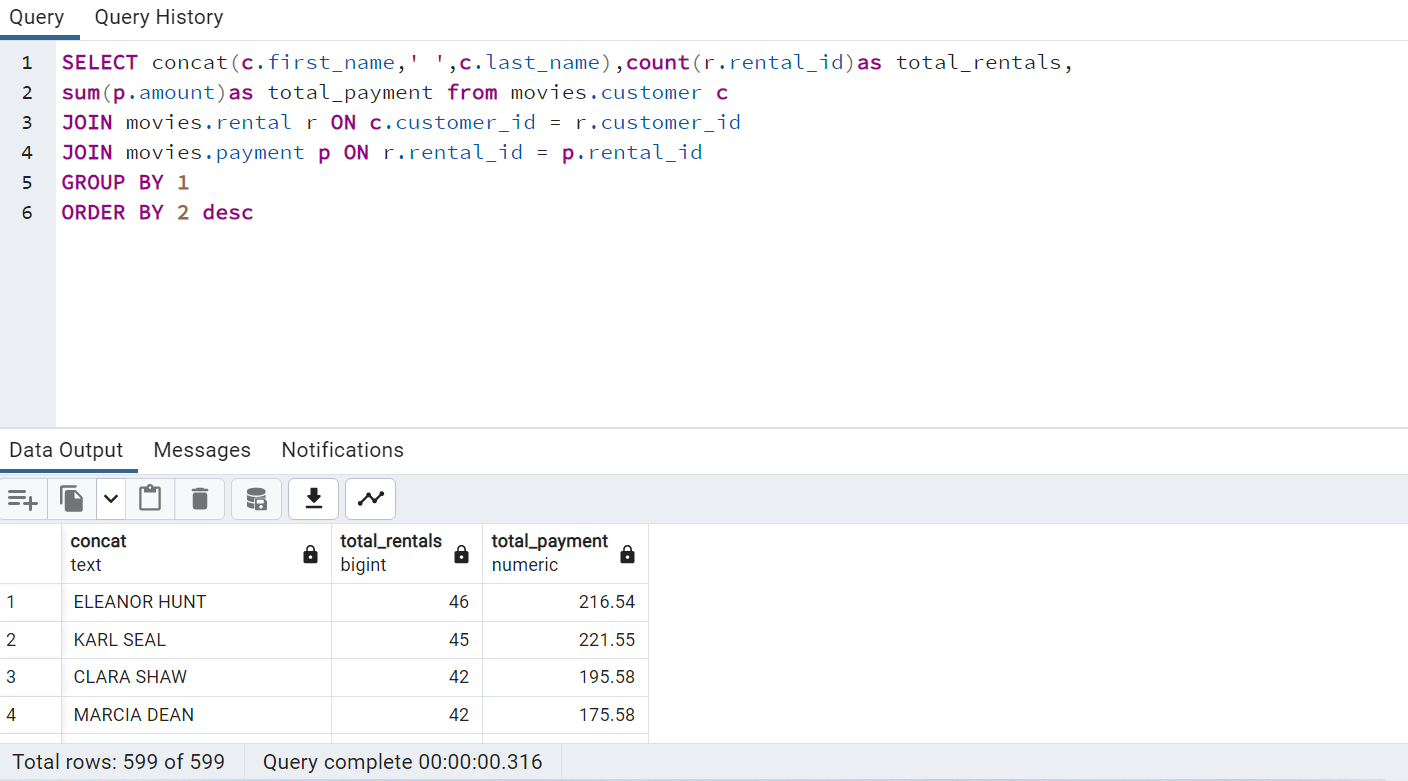 Query Query History
1 SELECT concat(c.first_name,' ',c.last_name),count(r.rental_id)as total_rentals,
2 sum(p.amount)as total_payment from movies.customer c
3 JOIN movies.rental r ON c.customer_id = r.customer_id
4 JOIN movies.payment p ON r.rental_id = p.rental_id
5 GROUP BY 1
6 ORDER BY 2 desc
Data Output Messages Notifications
concat total_rentals total_payment
text bigint numeric
1 ELEANOR HUNT 46 216.54
2 KARL SEAL 45 221.55
3 CLARA SHAW 42 195.58
4 MARCIA DEAN 42 175.58
Total rows: 599 of 599 Query complete 00:00:00.316